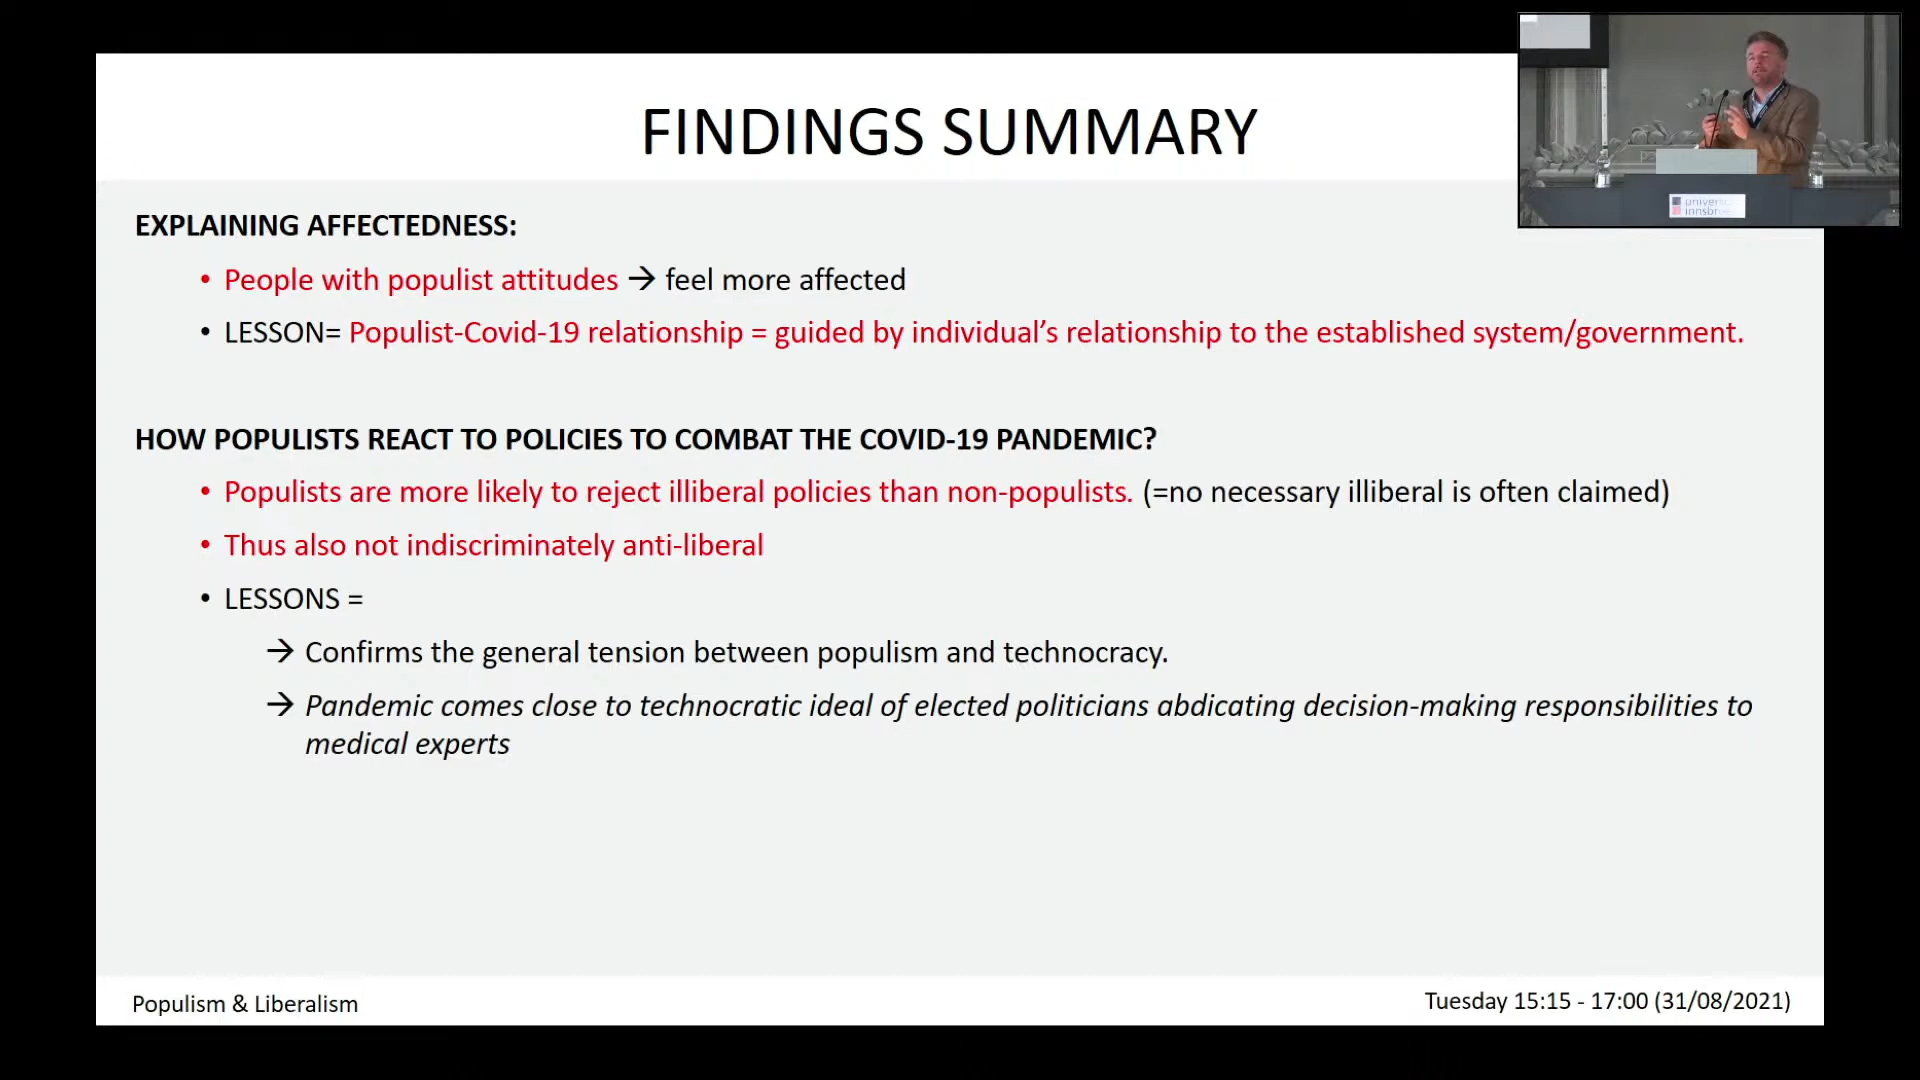 FINDINGS SUMMARY
EXPLAINING AFFECTEDNESS:
• People with populist attitudes → feel more affected
• LESSON= Populist-Covid-19 relationship = guided by individual’s relationship to the established system/government.
HOW POPULISTS REACT TO POLICIES TO COMBAT THE COVID-19 PANDEMIC?
• Populists are more likely to reject illiberal policies than non-populists. (=no necessary illiberal is often claimed)
• Thus also not indiscriminately anti-liberal
• LESSONS =
→ Confirms the general tension between populism and technocracy.
→ Pandemic comes close to technocratic ideal of elected politicians abdicating decision-making responsibilities to
medical experts
Populism & Liberalism
Tuesday 15:15 - 17:00 (31/08/2021)